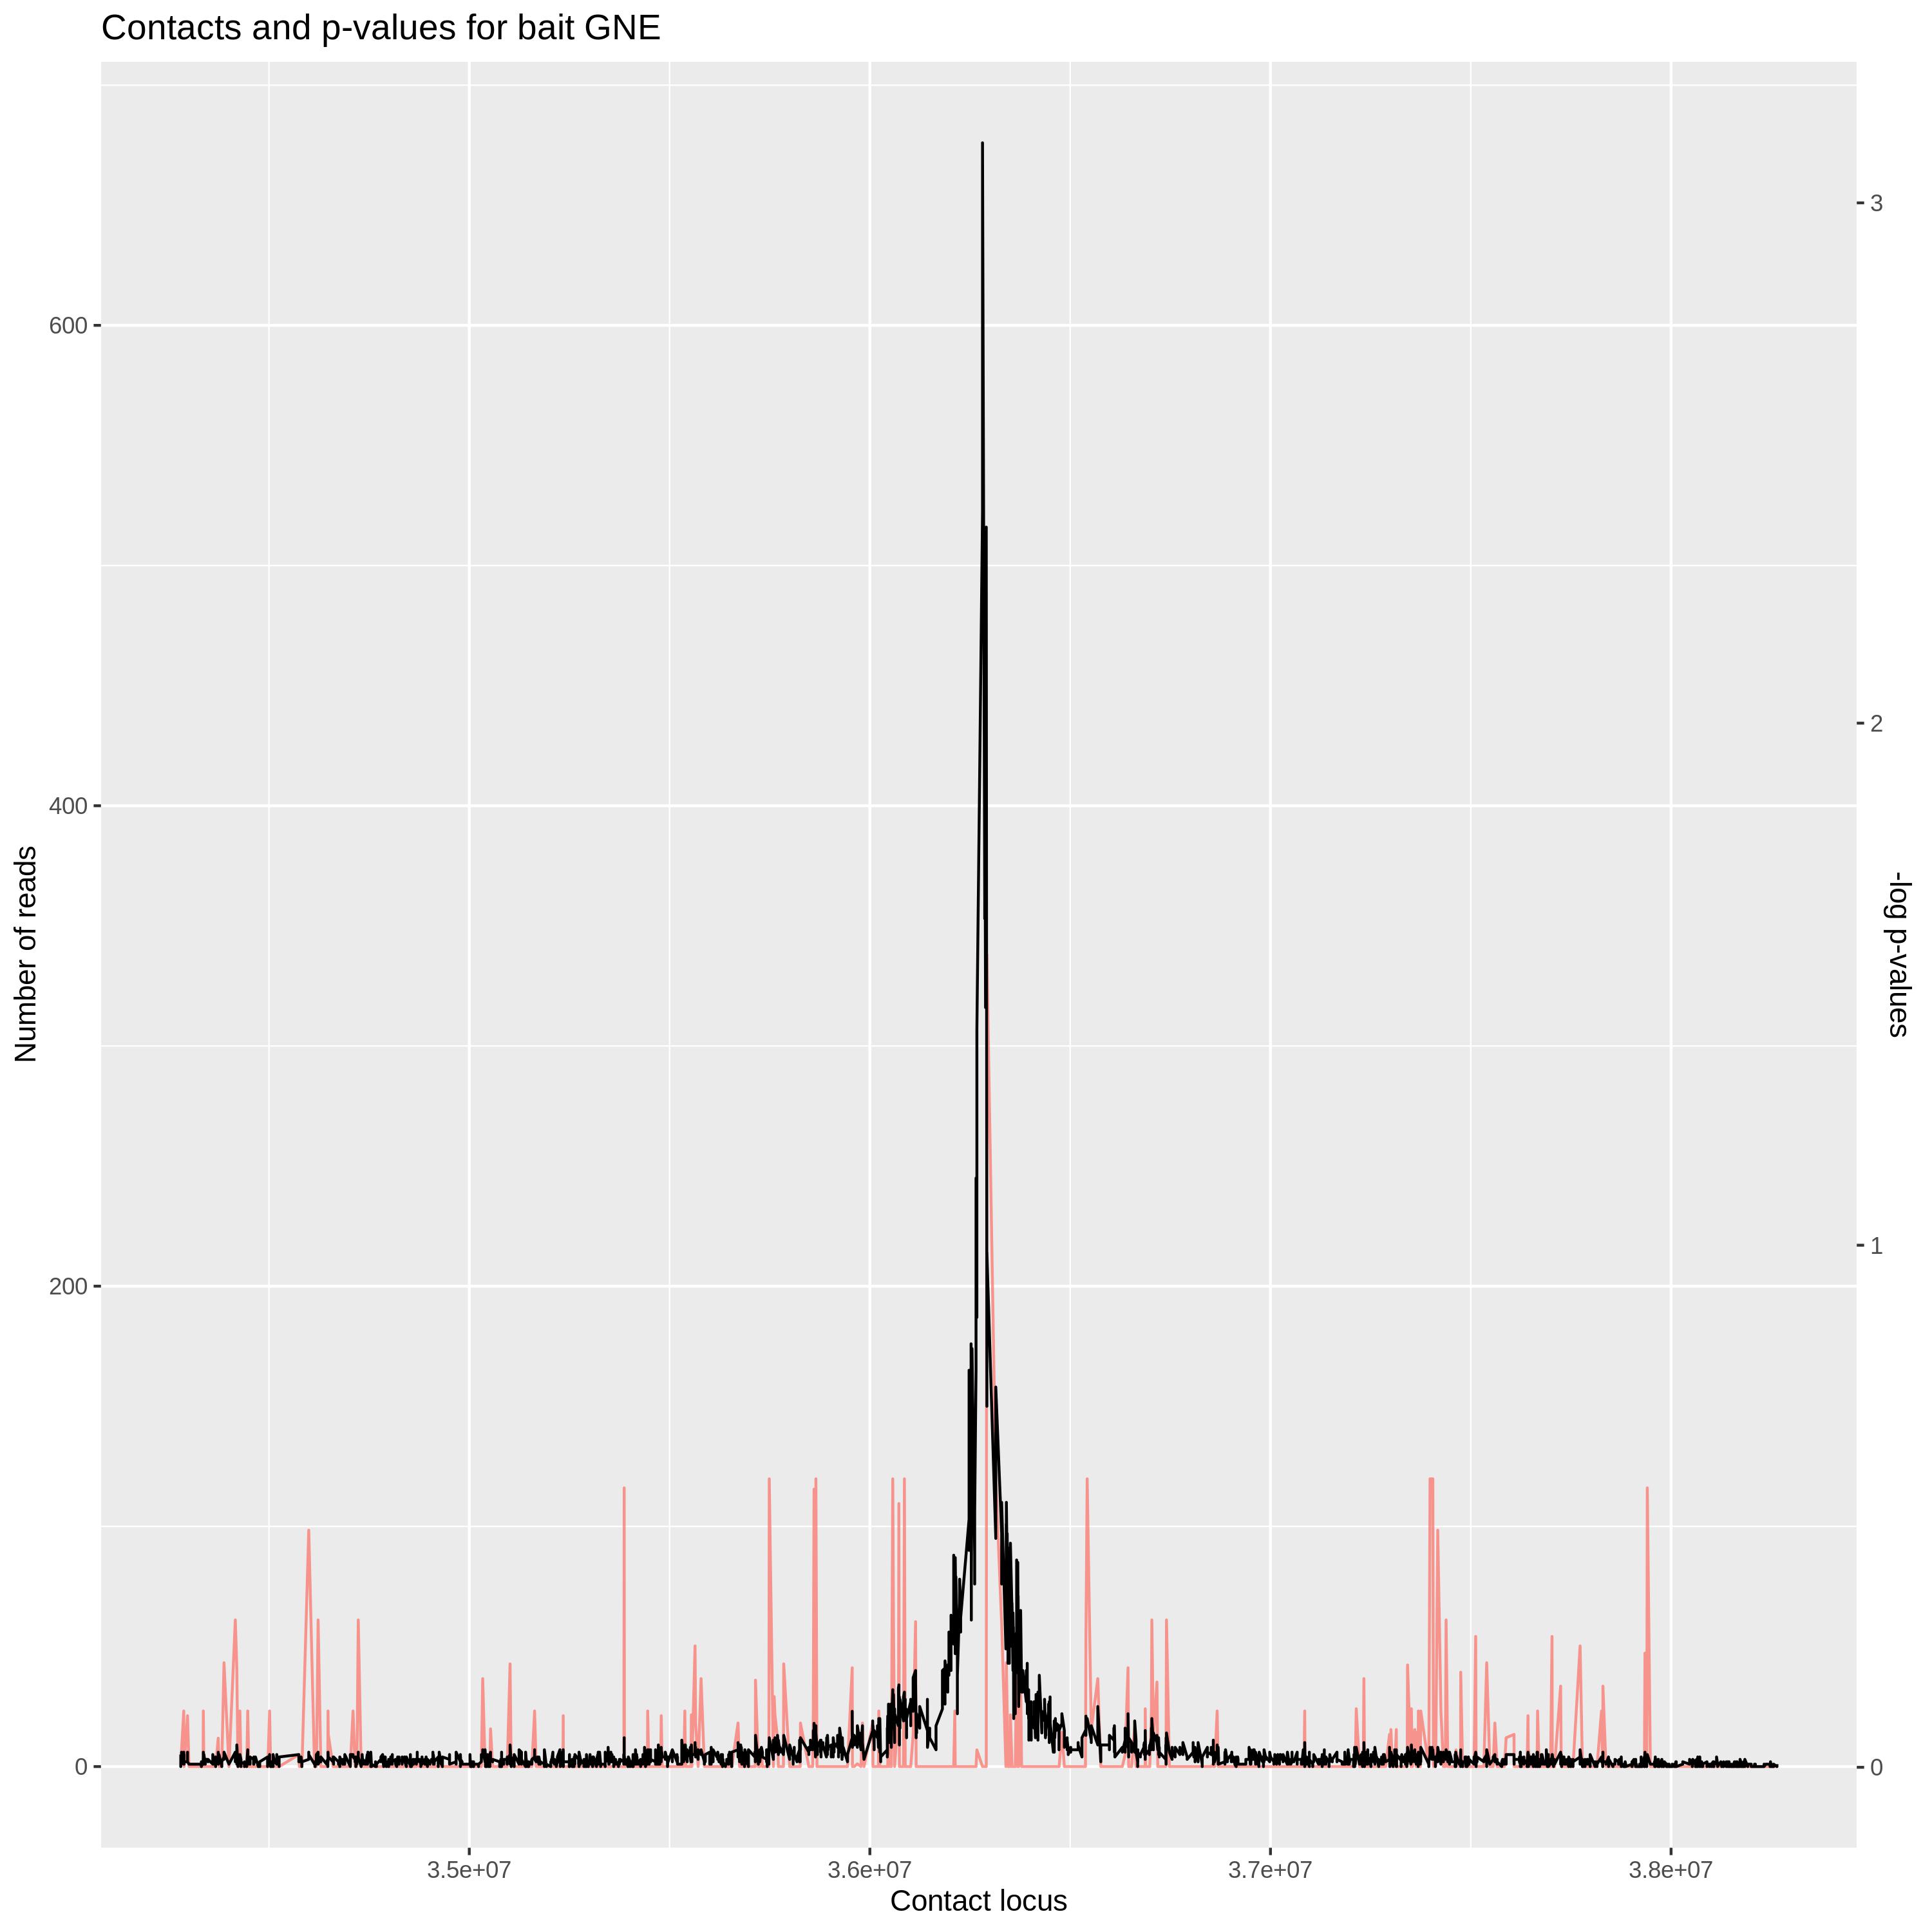 Contacts and p-values for bait GNE
Number of reads
600
400
200
0
3
2
1
0
-log p-values
3.5e+07
3.6e+07
3.7e+07
3.8e+07
Contact locus